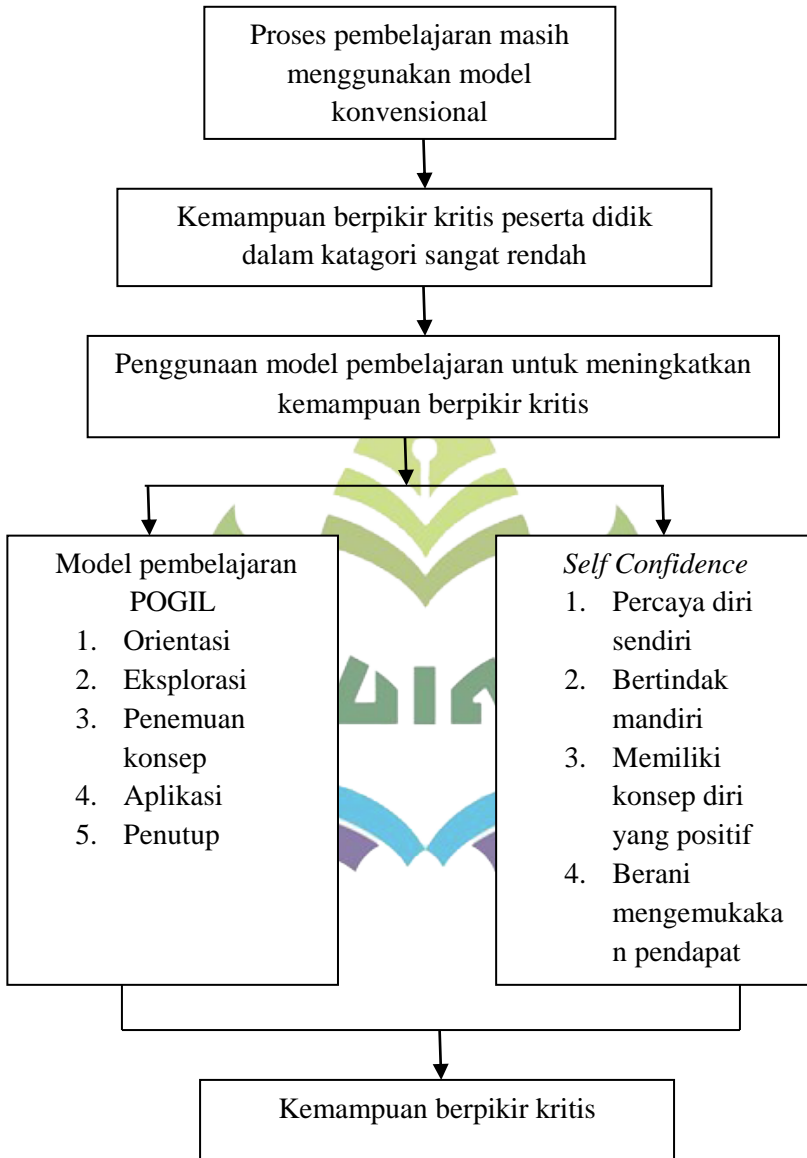 Proses pembelajaran masih
menggunakan model
konvensional
Kemampuan berpikir kritis peserta didik
dalam katagori sangat rendah
Penggunaan model pembelajaran untuk meningkatkan
kemampuan berpikir kritis
Model pembelajaran
POGIL
1. Orientasi
2. Eksplorasi
3. Penemuan
konsep
4. Aplikasi
5. Penutup
Self Confidence
1. Percaya diri
sendiri
2. Bertindak
mandiri
3. Memiliki
konsep diri
yang positif
4. Berani
mengemukaka
n pendapat
Kemampuan berpikir kritis